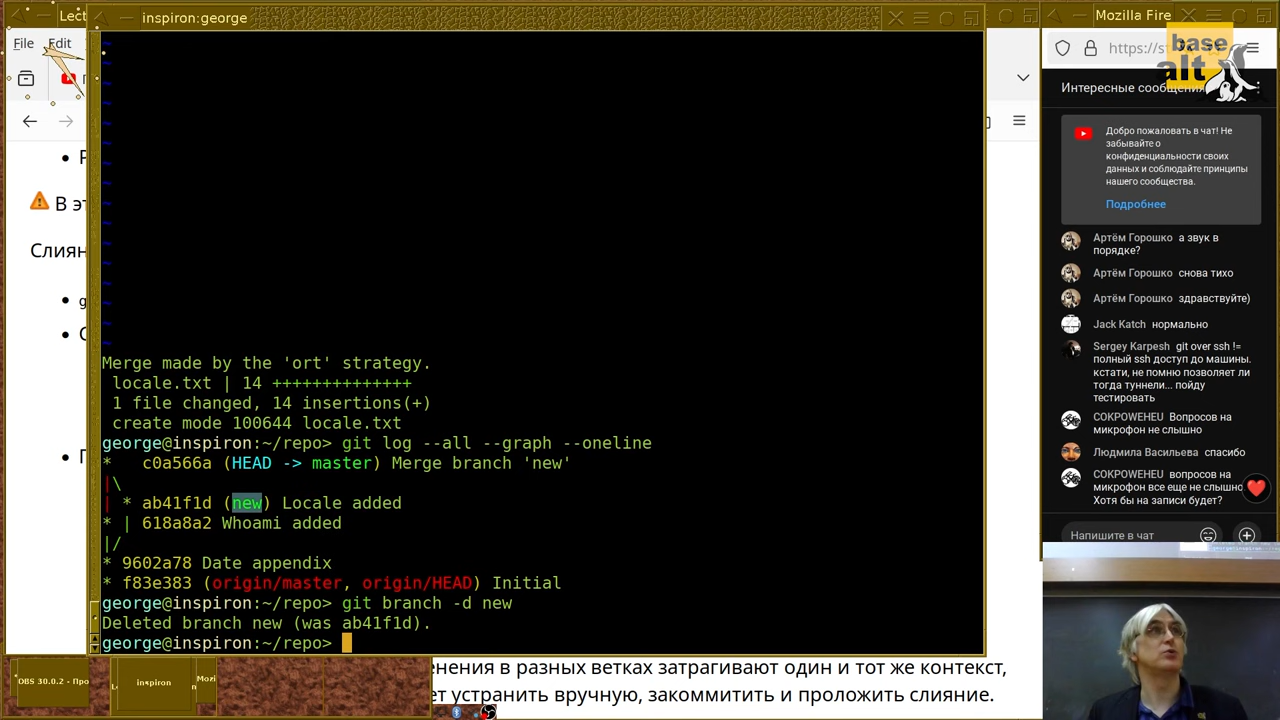 Lect
inspiron:george
Mozilla Fire
File
Edit
https://s
base
alt
Интересные сообщения
Добро пожаловать в чат! Не
забывайте о
конфиденциальности своих
данных и соблюдайте принципы
нашего сообщества.
Подробнее
В эт
Слиян
Артём Горошко а звук в
порядке?
Артём Горошко снова тихо
Артём Горошко здравствуйте)
Jack Katch нормально
Sergey Karpesh git over ssh !=
полный ssh доступ до машины.
кстати, не помню позволяет ли
тогда туннели... пойду
тестировать
COKPOWEHEU Вопросов на
микрофон не слышно
Людмила Васильева спасибо
COKPOWEHEU вопросов на
микрофон все еще не слышно
Хотя бы на записи будет?
Напишите в чат
Merge made by the 'ort' strategy.
locale.txt | 14 ++++++++++++++
1 file changed, 14 insertions(+)
create mode 100644 locale.txt
george@inspiron:~/repo> git log --all --graph --oneline
*   c0a566a (HEAD -> master) Merge branch 'new'
|\
| * ab41f1d (new) Locale added
* | 618a8a2 Whoami added
|/
* 9602a78 Date appendix
* f83e383 (origin/master, origin/HEAD) Initial
george@inspiron:~/repo> git branch -d new
Deleted branch new (was ab41f1d).
george@inspiron:~/repo>
енения в разных ветках затрагивают один и тот же контекст,
ет устранить вручную, закоммитить и проложить слияние.
OBS 30.0.2 - Про
inspiron
Mozi